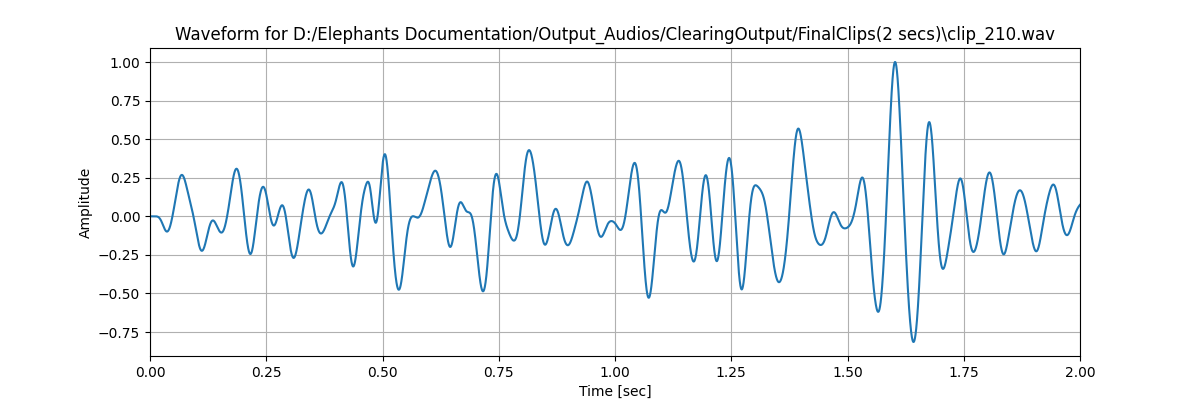 Waveform for D:/Elephants Documentation/Output_Audios/ClearingOutput/FinalClips(2 secs)\clip_210.wav
1.00
0.75
0.50
0.25
0.00
−0.25
−0.50
−0.75
Amplitude
0.00 0.25 0.50 0.75 1.00 1.25 1.50 1.75 2.00
Time [sec]